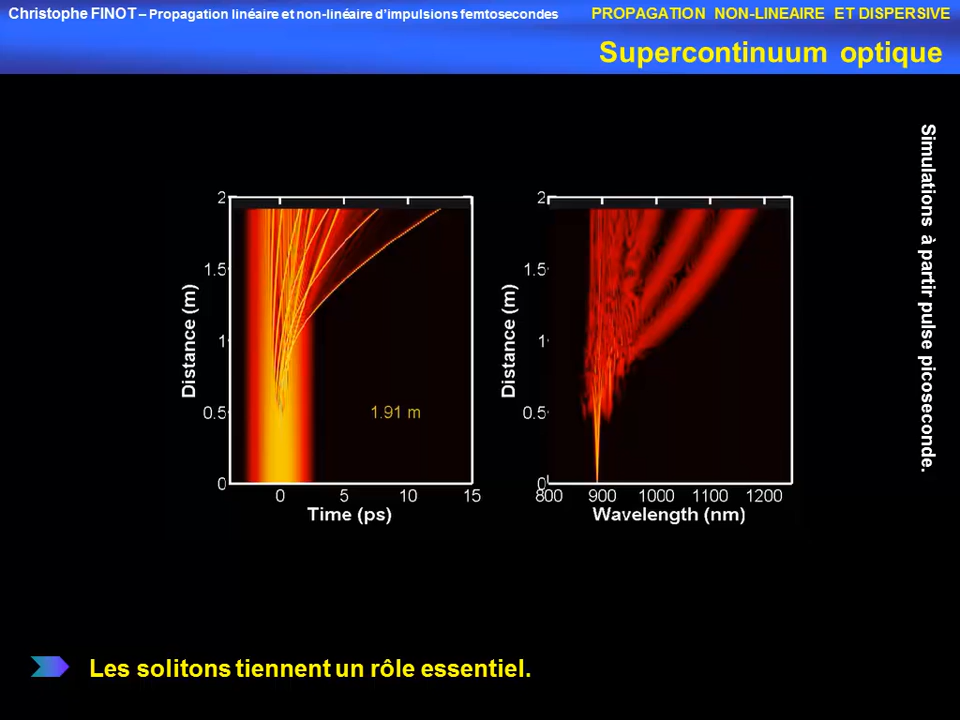 Christophe FINOT – Propagation linéaire et non-linéaire d'impulsions femtosecondes PROPAGATION NON-LINEAIRE ET DISPERSIVE
Supercontinuum optique
Simulations à partir pulse picoseconde.
2
1.5
1
0.5
0
Distance (m)
1.91 m
0 5 10 15
Time (ps)
2
1.5
1
0.5
0
Distance (m)
800 900 1000 1100 1200
Wavelength (nm)
Les solitons tiennent un rôle essentiel.